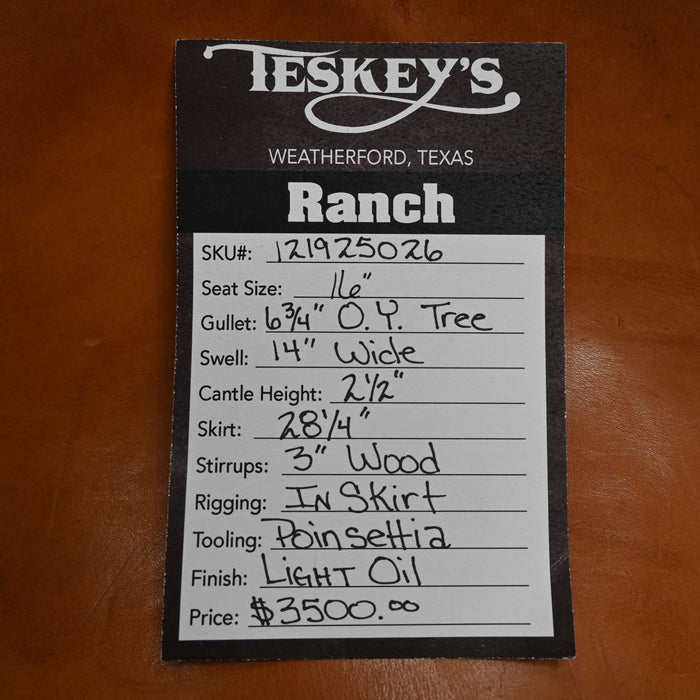 TESKEY'S
WEATHERFORD, TEXAS
Ranch
SKU#: 121925026
Seat Size: 16"
Gullet: 6 3/4" O.Y. Tree
Swell: 14" Wide
Cantle Height: 2 1/2"
Skirt: 28 1/4"
Stirrups: 3" Wood
Rigging: IN Skirt
Tooling: Poinsettia
Finish: LIGHT Oil
Price: $3500.00